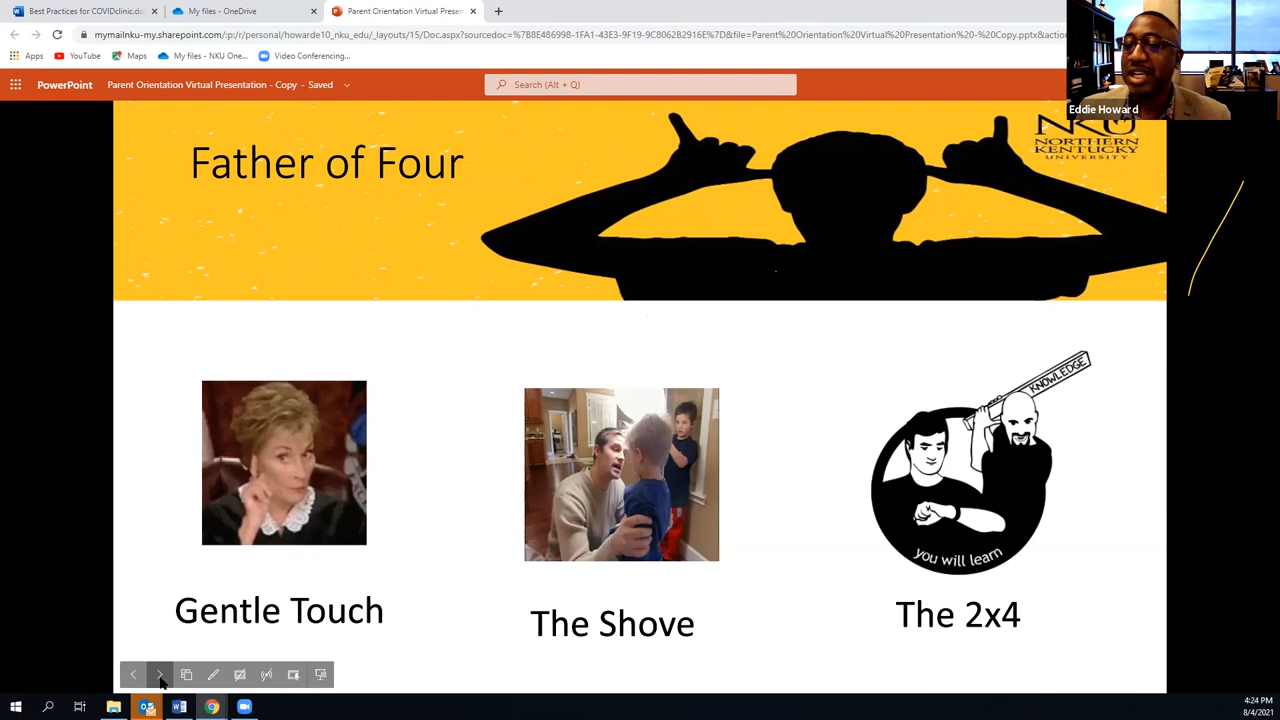 Best Practices for COVIDclinic.do
My files - OneDrive
Parent Orientation Virtual Presen
mymailnku-my.sharepoint.com/:p:/r/personal/howarde10_nku_edu/_layouts/15/Doc.aspx?sourcedoc=%7B8E486998-1FA1-43E3-9F19-9C8062B2916E%7D&file=Parent%20Orientation%20Virtual%20Presentation%20-%20Copy.pptx&action
Apps
YouTube
Maps
My files - NKU One...
Video Conferencing...
PowerPoint
Parent Orientation Virtual Presentation - Copy - Saved
Search (Alt + Q)
Eddie Howard
Father of Four
NKU
NORTHERN
KENTUCKY
UNIVERSITY
KNOWLEDGE
you will learn
Gentle Touch
The Shove
The 2x4
4:24 PM
8/4/2021